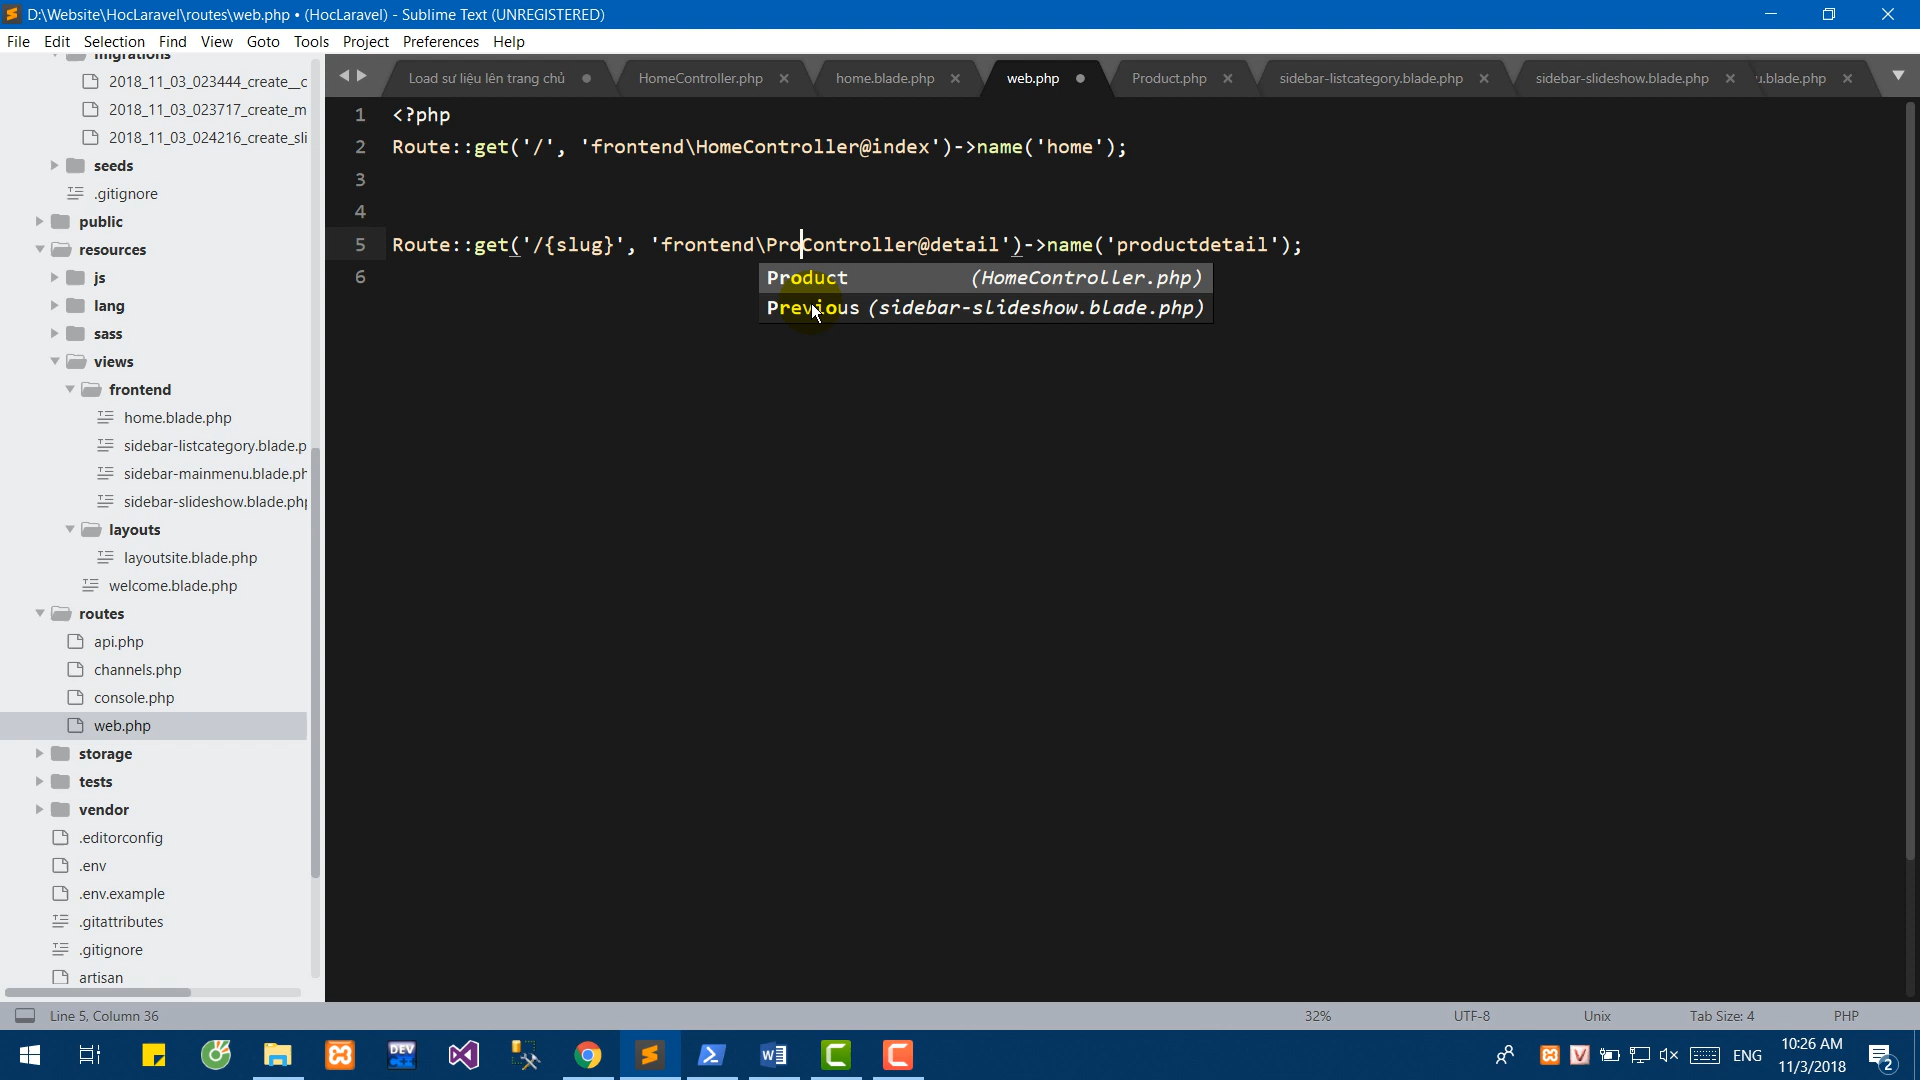 D:\Website\HocLaravel\routes\web.php • (HocLaravel) - Sublime Text (UNREGISTERED)
File Edit Selection Find View Goto Tools Project Preferences Help
migrations
2018_11_03_023444_create__c
2018_11_03_023717_create_m
2018_11_03_024216_create_sli
seeds
.gitignore
public
resources
js
lang
sass
views
frontend
home.blade.php
sidebar-listcategory.blade.p
sidebar-mainmenu.blade.ph
sidebar-slideshow.blade.php
layouts
layoutsite.blade.php
welcome.blade.php
routes
api.php
channels.php
console.php
web.php
storage
tests
vendor
.editorconfig
.env
.env.example
.gitattributes
.gitignore
artisan
Load sư liệu lên trang chủ HomeController.php home.blade.php web.php Product.php sidebar-listcategory.blade.php sidebar-slideshow.blade.php u.blade.php
1 <?php
2 Route::get('/', 'frontend\HomeController@index')->name('home');
3
4
5 Route::get('/{slug}', 'frontend\ProController@detail')->name('productdetail');
6
Product (HomeController.php)
Previous (sidebar-slideshow.blade.php)
Line 5, Column 36 32% UTF-8 Unix Tab Size: 4 PHP
DEV
ENG
10:26 AM
11/3/2018
2